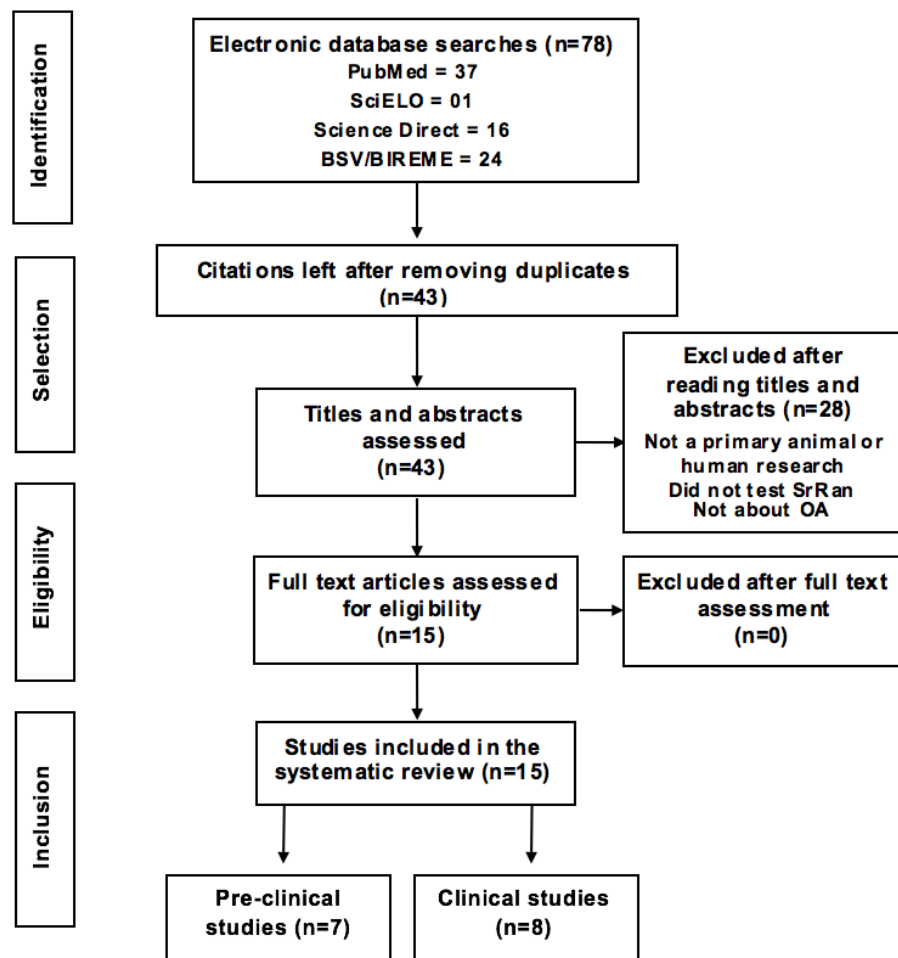 Identification
Electronic database searches (n=78)
PubMed = 37
SciELO = 01
Science Direct = 16
BSV/BIREME = 24
Selection
Citations left after removing duplicates
(n=43)
Titles and abstracts
assessed
(n=43)
Excluded after
reading titles and
abstracts (n=28)
Not a primary animal or
human research
Did not test SrRan
Not about OA
Eligibility
Full text articles assessed
for eligibility
(n=15)
Excluded after full text
assessment
(n=0)
Inclusion
Studies included in the
systematic review (n=15)
Pre-clinical
studies (n=7)
Clinical studies
(n=8)